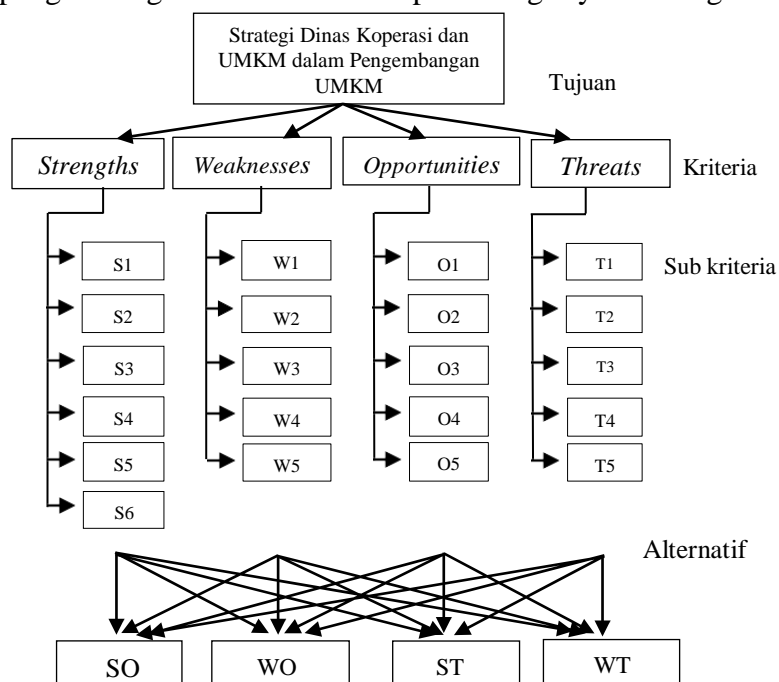 Strategi Dinas Koperasi dan
UMKM dalam Pengembangan
UMKM
Tujuan
Strengths
Weaknesses
Opportunities
Threats
Kriteria
S1
W1
O1
T1
Sub kriteria
S2
W2
O2
T2
S3
W3
O3
T3
S4
W4
O4
T4
S5
W5
O5
T5
S6
Alternatif
SO
WO
ST
WT